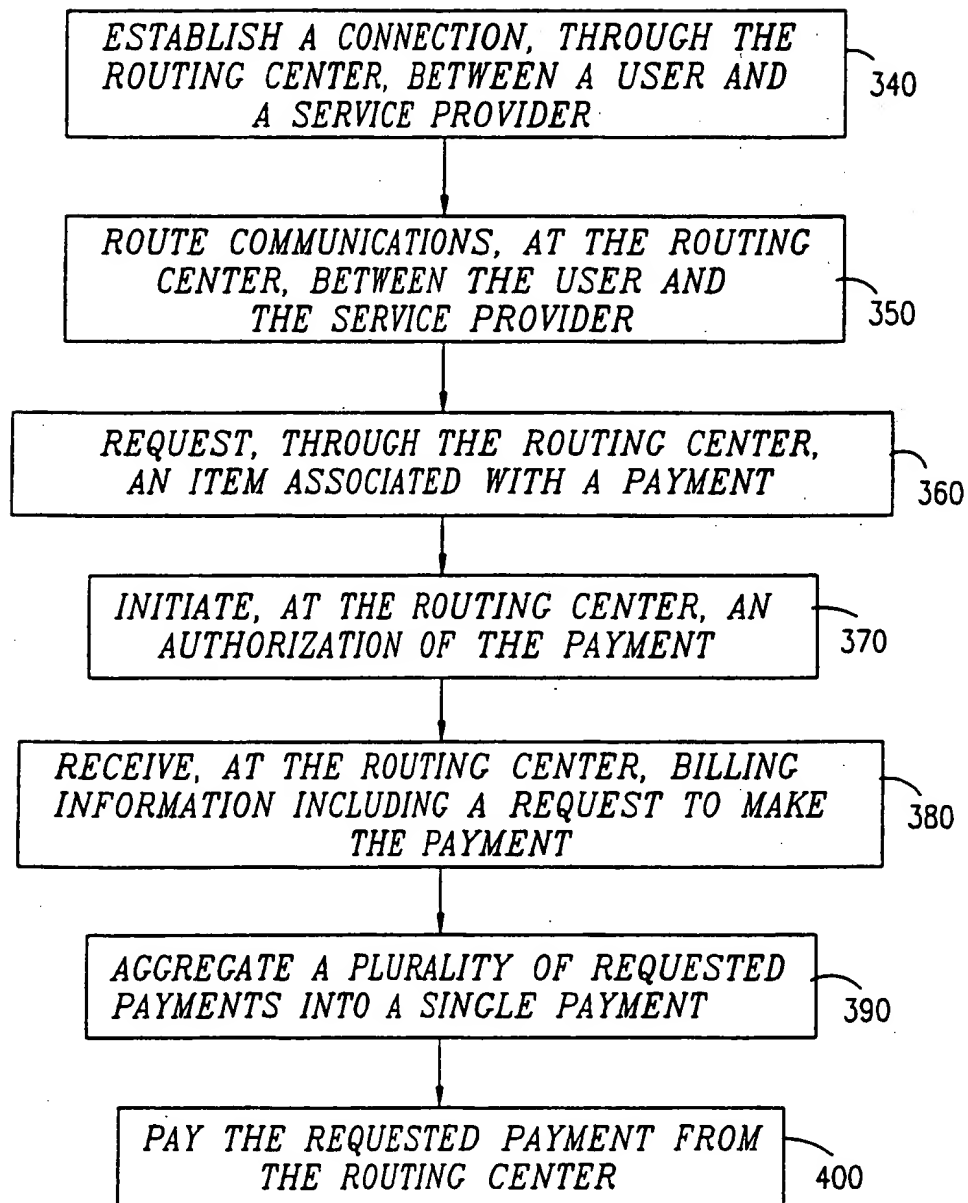 ESTABLISH A CONNECTION, THROUGH THE
ROUTING CENTER, BETWEEN A USER AND
A SERVICE PROVIDER
340
ROUTE COMMUNICATIONS, AT THE ROUTING
CENTER, BETWEEN THE USER AND
THE SERVICE PROVIDER
350
REQUEST, THROUGH THE ROUTING CENTER,
AN ITEM ASSOCIATED WITH A PAYMENT
360
INITIATE, AT THE ROUTING CENTER, AN
AUTHORIZATION OF THE PAYMENT
370
RECEIVE, AT THE ROUTING CENTER, BILLING
INFORMATION INCLUDING A REQUEST TO MAKE
THE PAYMENT
380
AGGREGATE A PLURALITY OF REQUESTED
PAYMENTS INTO A SINGLE PAYMENT
390
PAY THE REQUESTED PAYMENT FROM
THE ROUTING CENTER
400